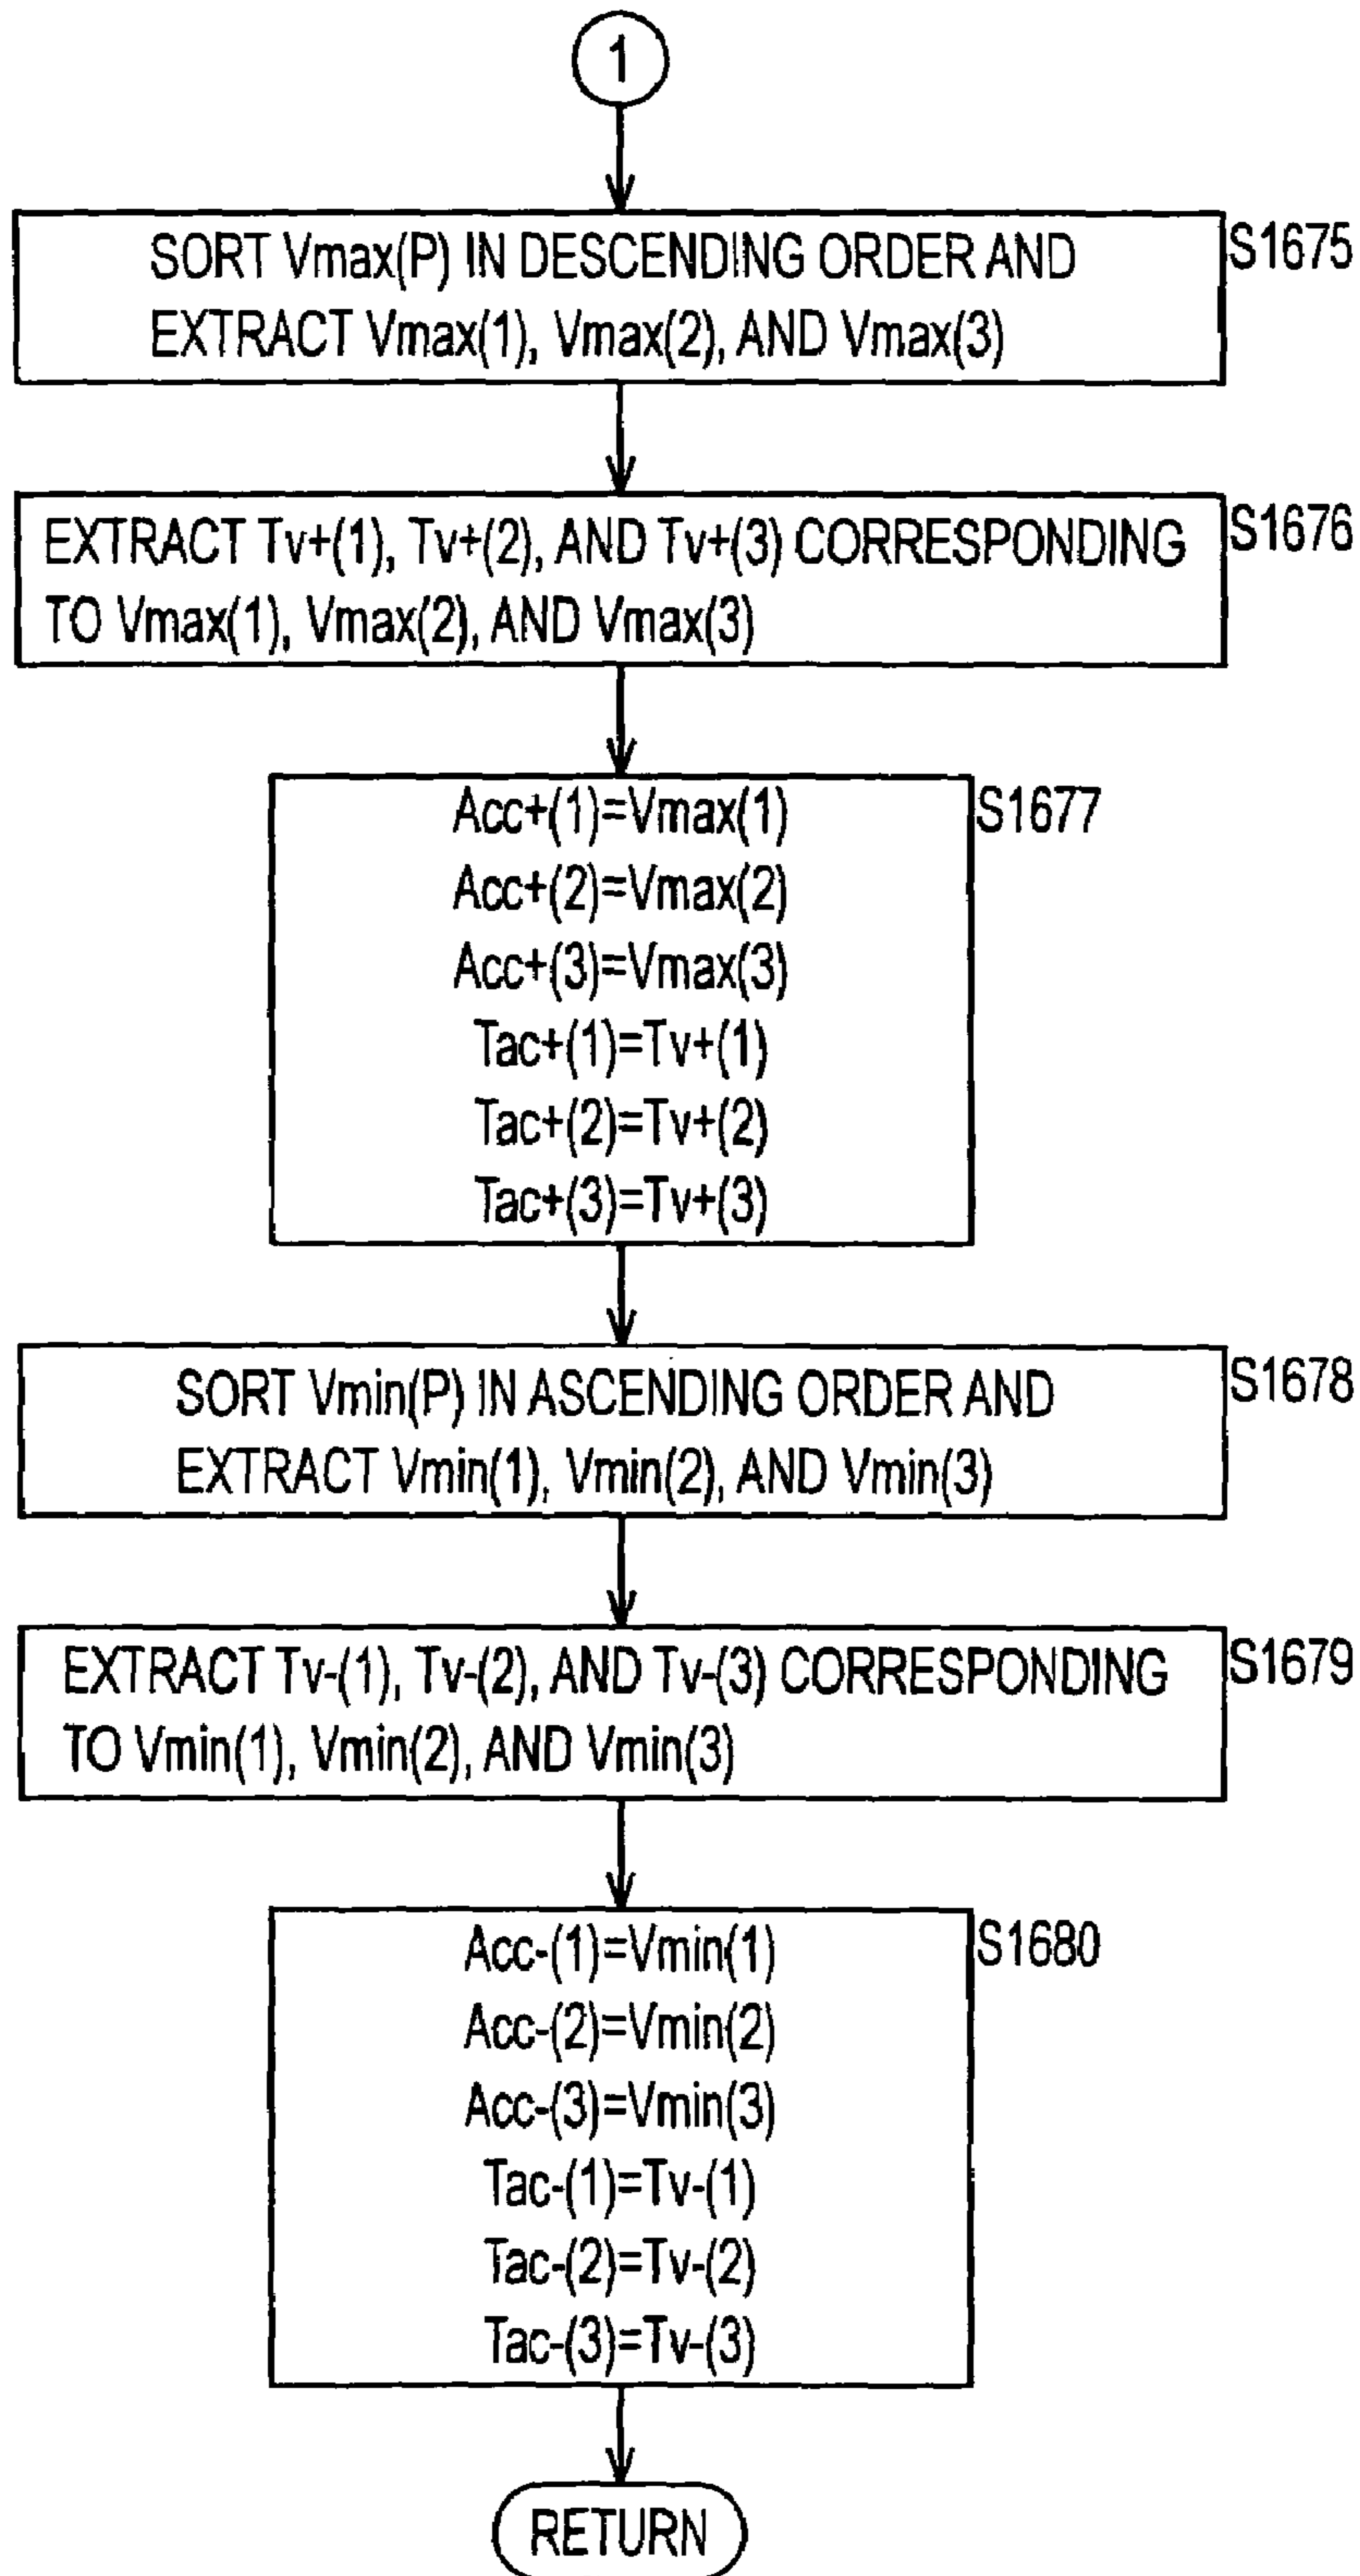 1
SORT Vmax(P) IN DESCENDING ORDER AND
EXTRACT Vmax(1), Vmax(2), AND Vmax(3)
S1675
EXTRACT Tv+(1), Tv+(2), AND Tv+(3) CORRESPONDING
TO Vmax(1), Vmax(2), AND Vmax(3)
S1676
Acc+(1)=Vmax(1)
Acc+(2)=Vmax(2)
Acc+(3)=Vmax(3)
Tac+(1)=Tv+(1)
Tac+(2)=Tv+(2)
Tac+(3)=Tv+(3)
S1677
SORT Vmin(P) IN ASCENDING ORDER AND
EXTRACT Vmin(1), Vmin(2), AND Vmin(3)
S1678
EXTRACT Tv-(1), Tv-(2), AND Tv-(3) CORRESPONDING
TO Vmin(1), Vmin(2), AND Vmin(3)
S1679
Acc-(1)=Vmin(1)
Acc-(2)=Vmin(2)
Acc-(3)=Vmin(3)
Tac-(1)=Tv-(1)
Tac-(2)=Tv-(2)
Tac-(3)=Tv-(3)
S1680
RETURN